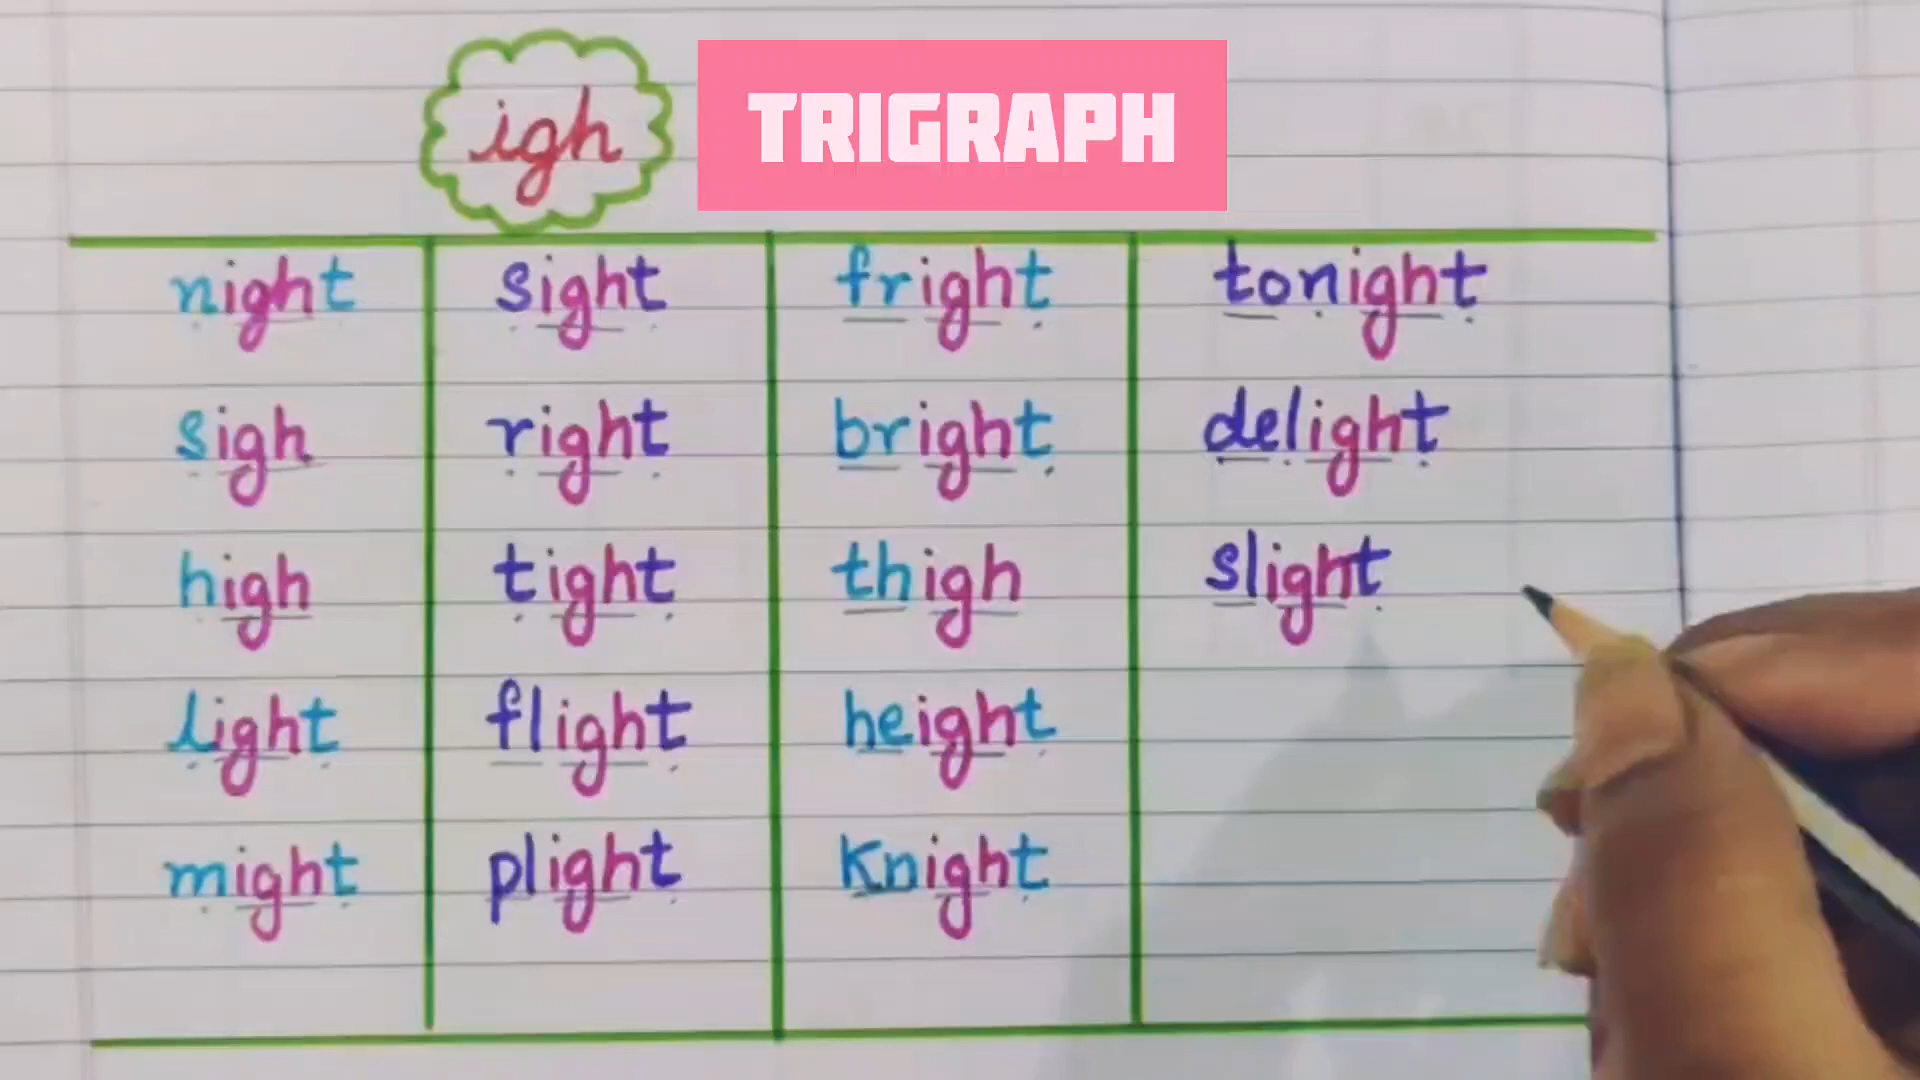 igh TRIGRAPH
night sight fright tonight
sigh right bright delight
high tight thigh slight
light flight height
might plight Knight